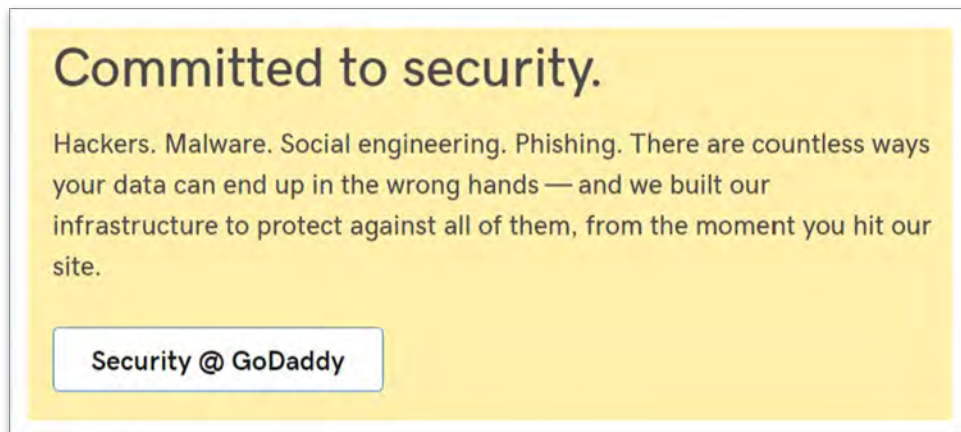 Committed to security.
Hackers. Malware. Social engineering. Phishing. There are countless ways
your data can end up in the wrong hands — and we built our
infrastructure to protect against all of them, from the moment you hit our
site.
Security @ GoDaddy